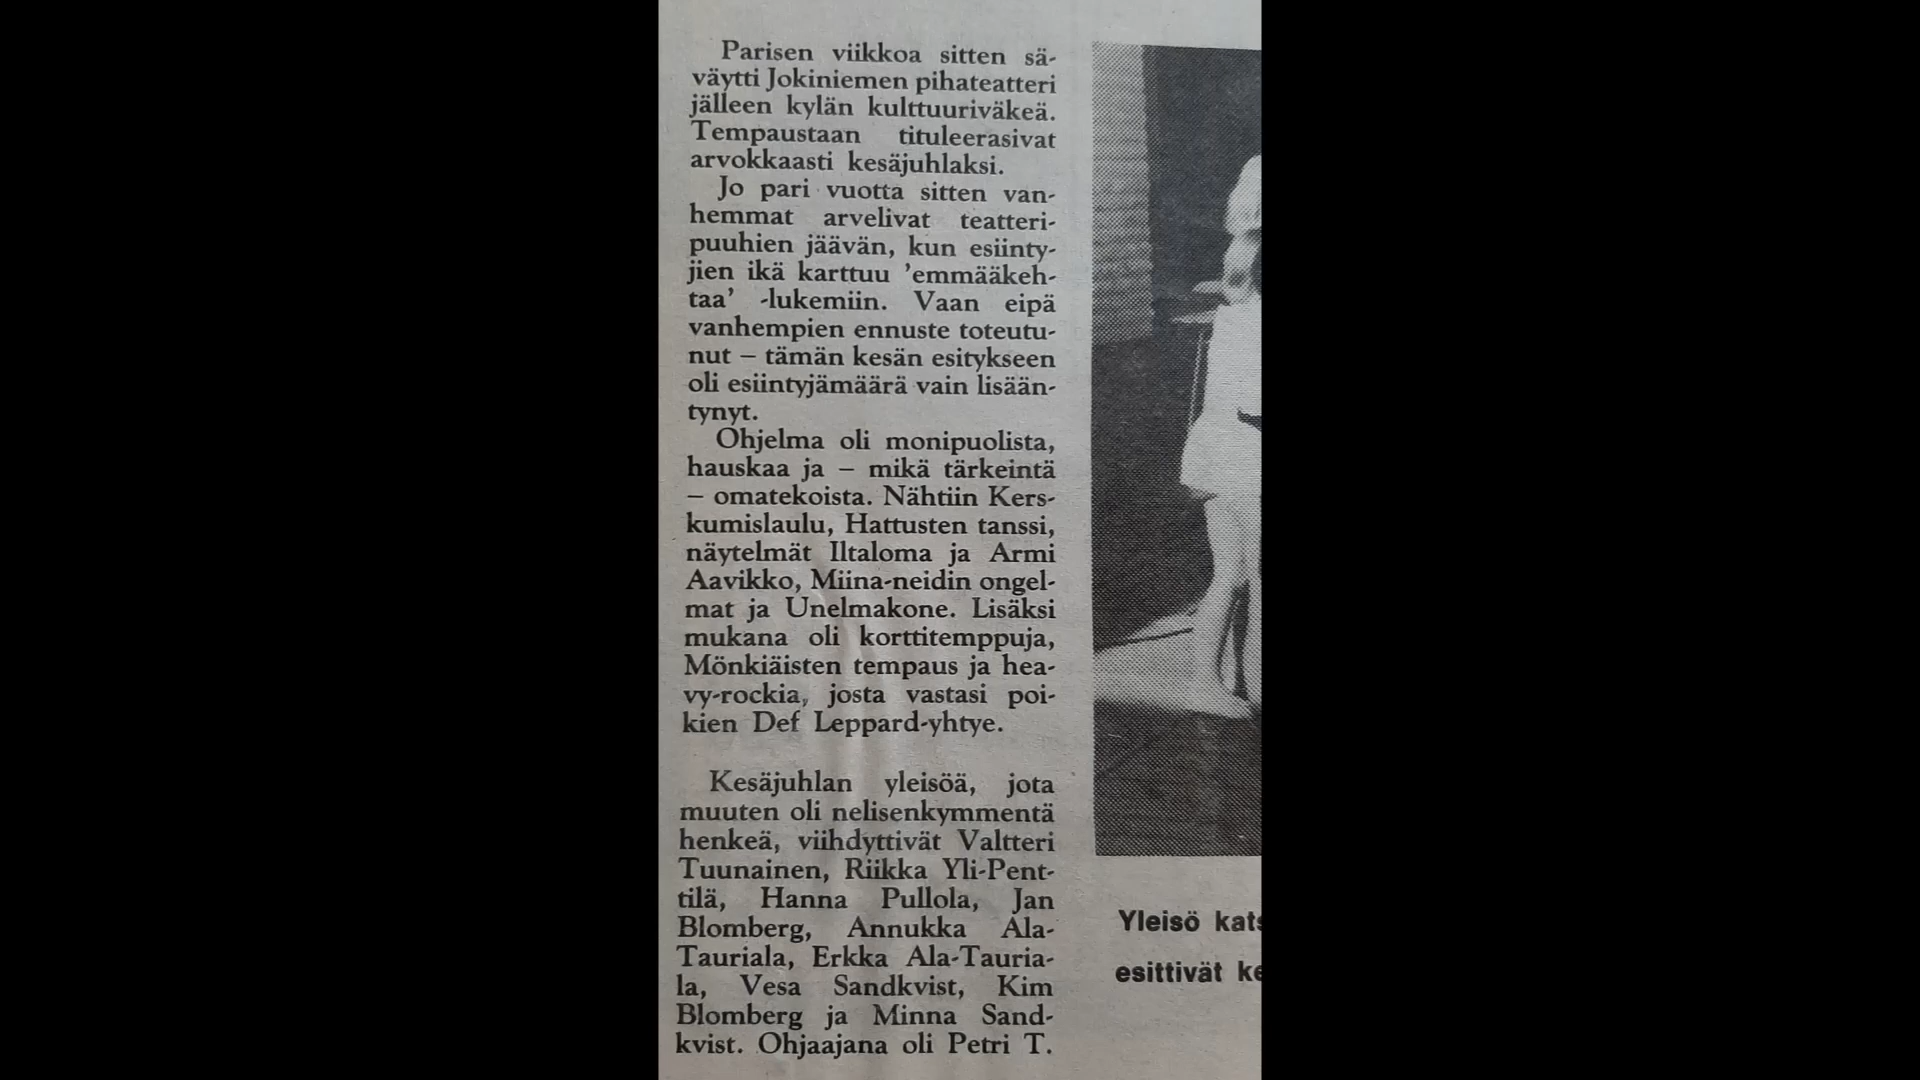 Parisen viikkoa sitten sä-
väytti Jokiniemen pihateatteri
jälleen kylän kulttuuriväkeä.
Tempaustaan tituleerasivat
arvokkaasti kesäjuhlaksi.
Jo pari vuotta sitten van-
hemmat arvelivat teatteri-
puuhien jäävän, kun esiinty-
jien ikä karttuu 'emmääkeh-
taa' -lukemiin. Vaan eipä
vanhempien ennuste toteutu-
nut – tämän kesän esitykseen
oli esiintyjämäärä vain lisään-
tynyt.
Ohjelma oli monipuolista,
hauskaa ja – mikä tärkeintä
– omatekoista. Nähtiin Kers-
kumislaulu, Hattusten tanssi,
näytelmät Iltaloma ja Armi
Aavikko, Miina-neidin ongel-
mat ja Unelmakone. Lisäksi
mukana oli korttitemppuja,
Mönkiäisten tempaus ja hea-
vy-rockia, josta vastasi poi-
kien Def Leppard-yhtye.
Kesäjuhlan yleisöä, jota
muuten oli nelisenkymmentä
henkeä, viihdyttivät Valtteri
Tuunainen, Riikka Yli-Pent-
tilä, Hanna Pullola, Jan
Blomberg, Annukka Ala-
Tauriala, Erkka Ala-Tauria-
la, Vesa Sandkvist, Kim
Blomberg ja Minna Sand-
kvist. Ohjaajana oli Petri T.
Yleisö kats
esittivät ke